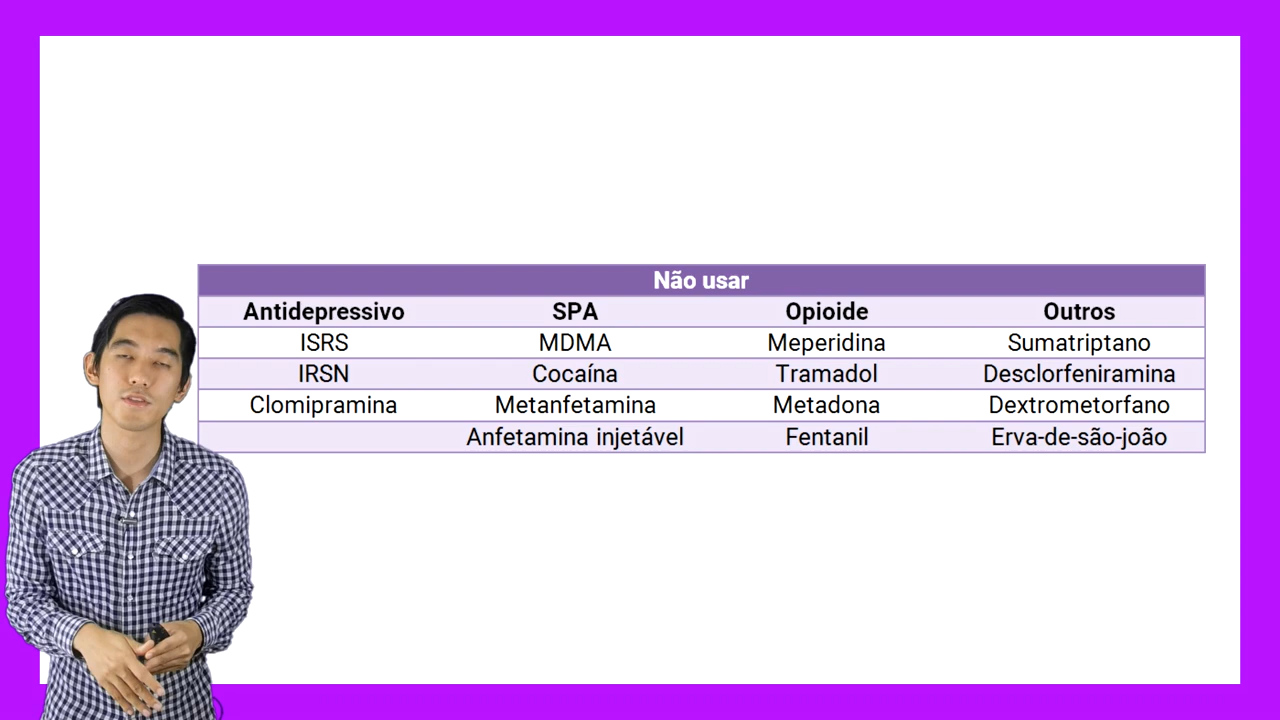 Não usar
Antidepressivo SPA Opioide Outros
ISRS MDMA Meperidina Sumatriptano
IRSN Cocaína Tramadol Desclorfeniramina
Clomipramina Metanfetamina Metadona Dextrometorfano
Anfetamina injetável Fentanil Erva-de-são-joão